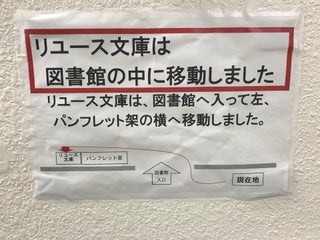 リユース文庫は
図書館の中に移動しました
リユース文庫は、図書館へ入って左、
パンフレット架の横へ移動しました。
リユース
文庫
パンフレット架
図書館
入口
現在地